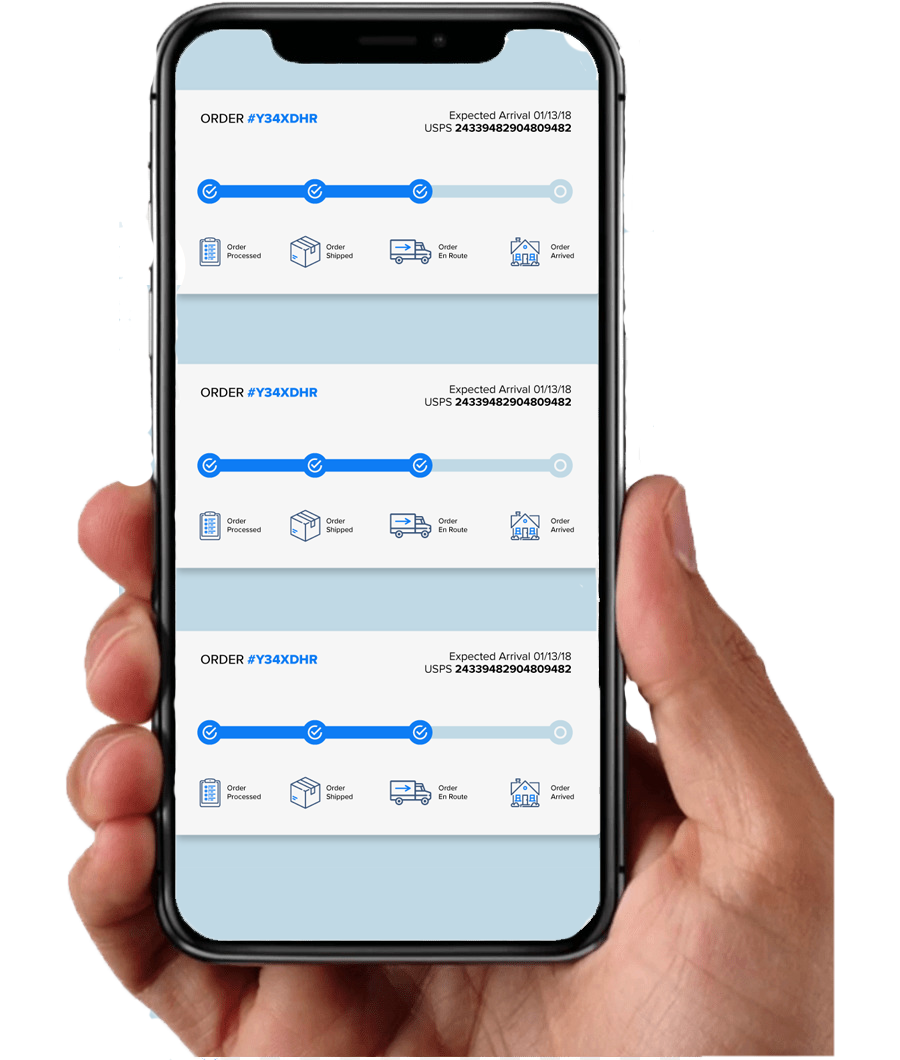 ORDER #Y34XDHR
Expected Arrival 01/13/18
USPS 24339482904809482
Order
Processed
Order
Shipped
Order
En Route
Order
Arrived
ORDER #Y34XDHR
Expected Arrival 01/13/18
USPS 24339482904809482
Order
Processed
Order
Shipped
Order
En Route
Order
Arrived
ORDER #Y34XDHR
Expected Arrival 01/13/18
USPS 24339482904809482
Order
Processed
Order
Shipped
Order
En Route
Order
Arrived